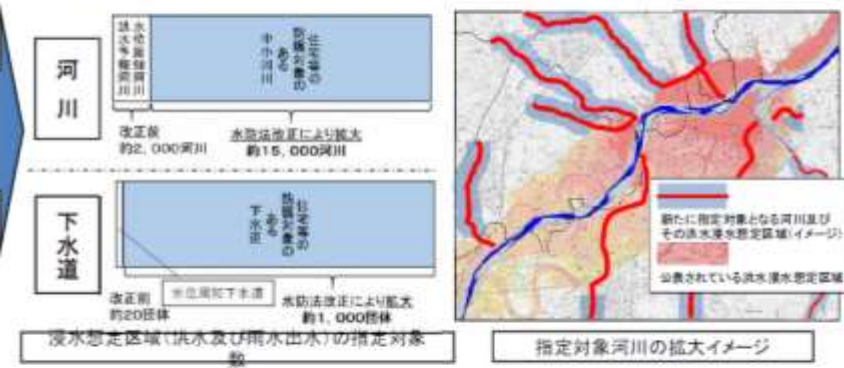 河川
洪水予報河川
水位周知河川
住宅等の
防護対象の
ある
中小河川
改正前
約2,000河川
水防法改正により拡大
約15,000河川
下水道
住宅等の
防護対象の
ある
下水道
水位周知下水道
改正前
約20団体
水防法改正により拡大
約1,000団体
浸水想定区域(洪水及び雨水出水)の指定対象
数
新たに指定対象となる河川及び
その洪水浸水想定区域(イメージ)
公表されている洪水浸水想定区域
指定対象河川の拡大イメージ